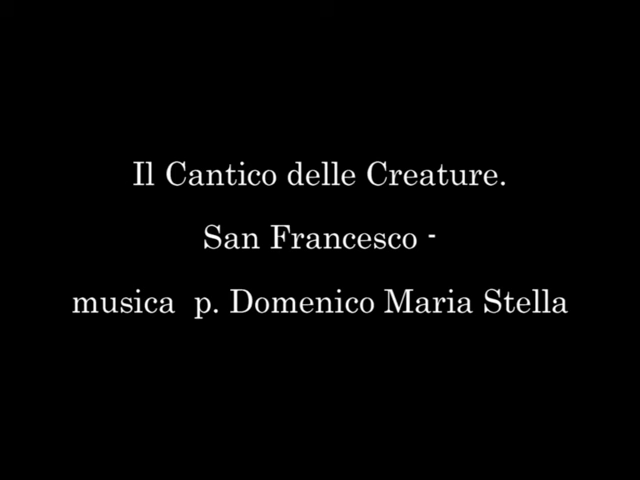 Il Cantico delle Creature.
San Francesco -
musica  p. Domenico Maria Stella